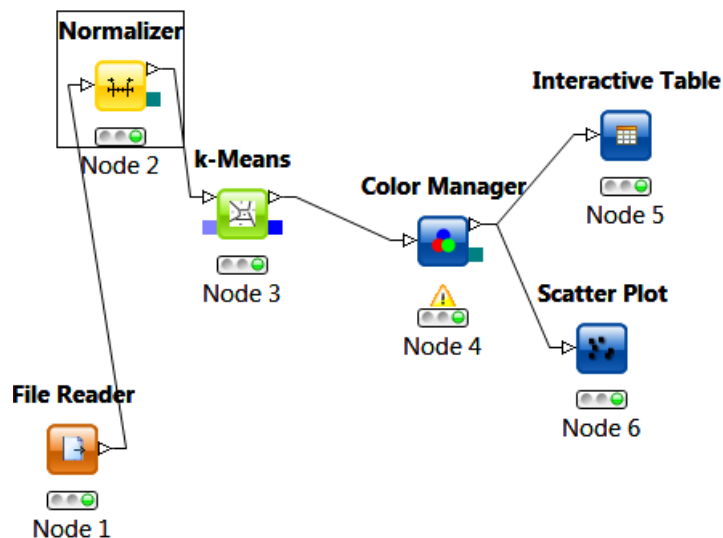 Normalizer
Node 2
k-Means
Node 3
Color Manager
Node 4
Interactive Table
Node 5
Scatter Plot
Node 6
File Reader
Node 1